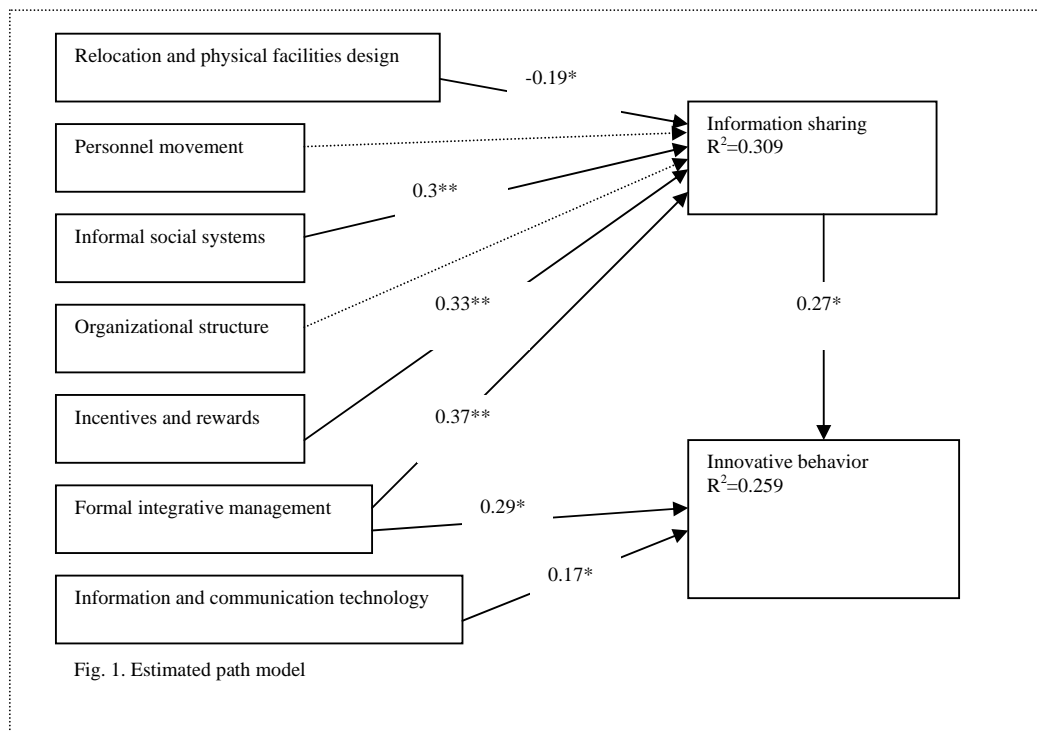 Relocation and physical facilities design
-0.19*
Information sharing
R²=0.309
Personnel movement
0.3**
Informal social systems
0.33**
0.27*
Organizational structure
Incentives and rewards
0.37**
Innovative behavior
R²=0.259
Formal integrative management
0.29*
0.17*
Information and communication technology
Fig. 1. Estimated path model